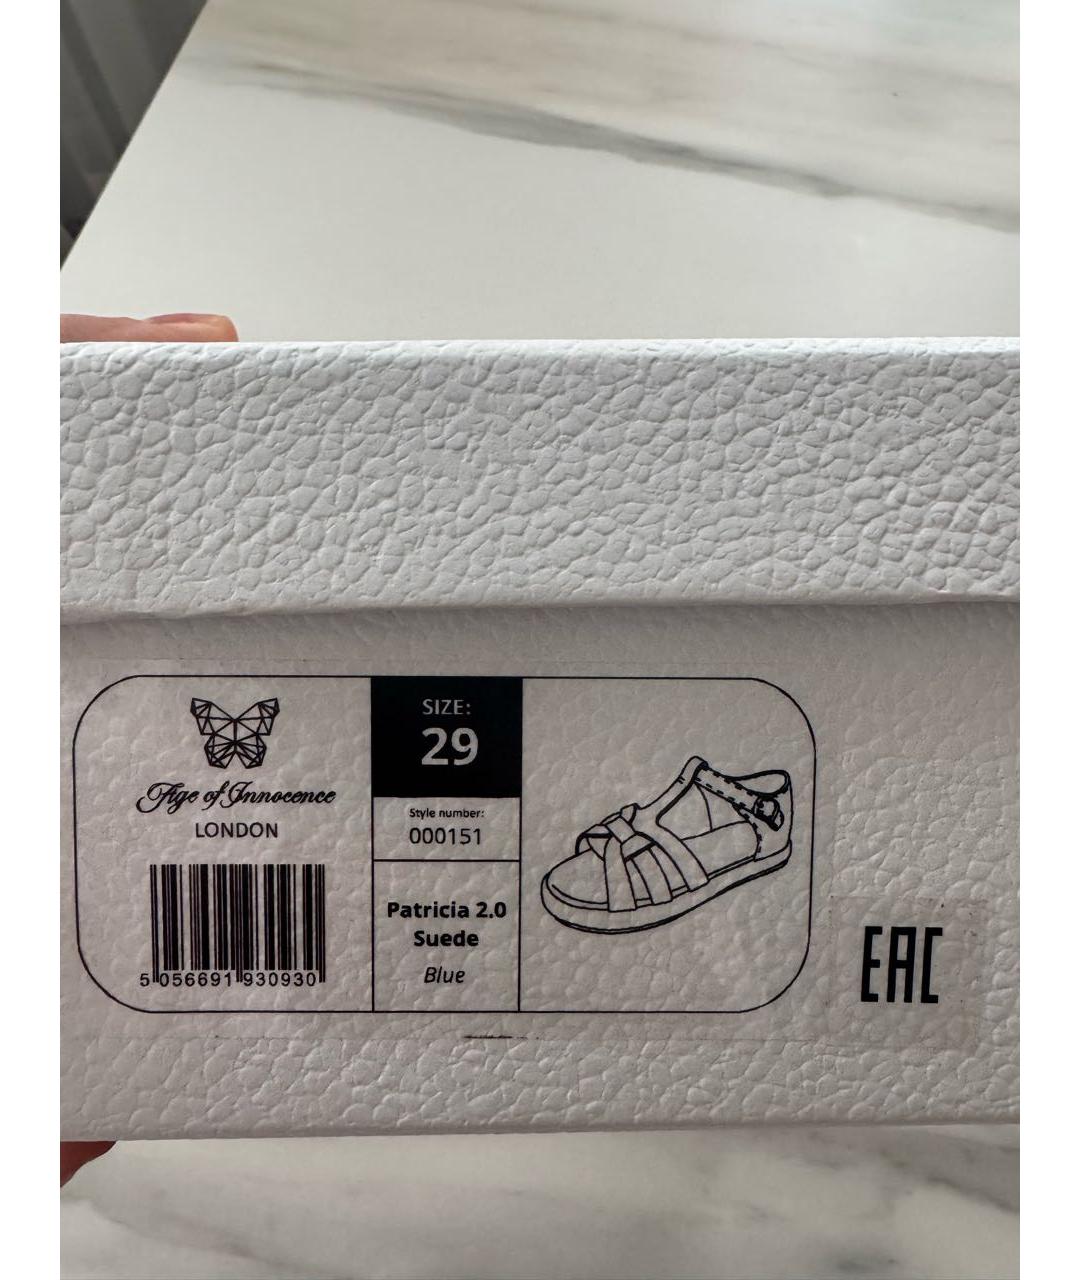 Age of Innocence
LONDON
5 056691 930930
SIZE:
29
Style number:
000151
Patricia 2.0
Suede
Blue
EAC